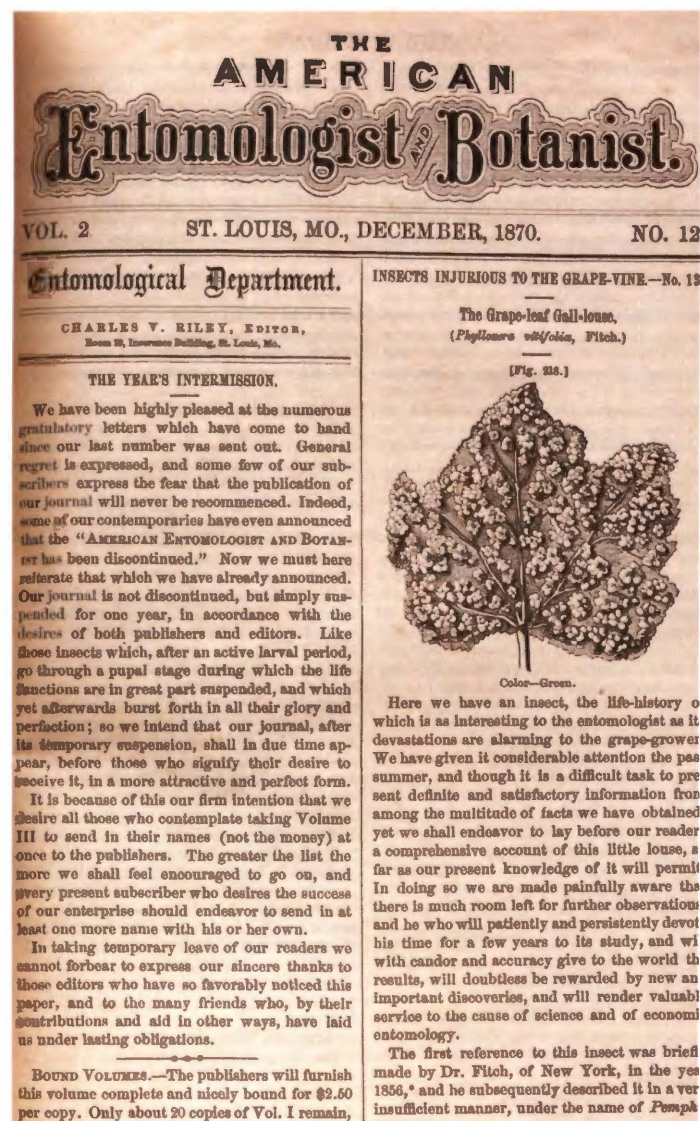 THE
AMERICAN
Entomologist AND Botanist.
VOL. 2 ST. LOUIS, MO., DECEMBER, 1870. NO. 12
Entomological Department.
CHARLES V. RILEY, EDITOR,
Room 29, Insurance Building, St. Louis, Mo.
THE YEAR'S INTERMISSION.
We have been highly pleased at the numerous
gratulatory letters which have come to hand
since our last number was sent out. General
regret is expressed, and some few of our sub-
scribers express the fear that the publication of
our journal will never be recommenced. Indeed,
some of our contemporaries have even announced
that the "AMERICAN ENTOMOLOGIST AND BOTAN-
IST has been discontinued." Now we must here
reiterate that which we have already announced.
Our journal is not discontinued, but simply sus-
pended for one year, in accordance with the
desires of both publishers and editors. Like
those insects which, after an active larval period,
go through a pupal stage during which the life
functions are in great part suspended, and which
yet afterwards burst forth in all their glory and
perfection; so we intend that our journal, after
its temporary suspension, shall in due time ap-
pear, before those who signify their desire to
receive it, in a more attractive and perfect form.
It is because of this our firm intention that we
desire all those who contemplate taking Volume
III to send in their names (not the money) at
once to the publishers. The greater the list the
more we shall feel encouraged to go on, and
every present subscriber who desires the success
of our enterprise should endeavor to send in at
least one more name with his or her own.
In taking temporary leave of our readers we
cannot forbear to express our sincere thanks to
those editors who have so favorably noticed this
paper, and to the many friends who, by their
contributions and aid in other ways, have laid
us under lasting obligations.
BOUND VOLUMES.—The publishers will furnish
this volume complete and nicely bound for $2.50
per copy. Only about 20 copies of Vol. I remain,
INSECTS INJURIOUS TO THE GRAPE-VINE.—No. 13
The Grape-leaf Gall-louse.
(Phylloxera vitifoliæ, Fitch.)
[Fig. 218.]
Color—Green.
Here we have an insect, the life-history o
which is as interesting to the entomologist as it
devastations are alarming to the grape-grower
We have given it considerable attention the pas
summer, and though it is a difficult task to pre
sent definite and satisfactory information from
among the multitude of facts we have obtained
yet we shall endeavor to lay before our reader
a comprehensive account of this little louse, a
far as our present knowledge of it will permit
In doing so we are made painfully aware tha
there is much room left for further observations
and he who will patiently and persistently devot
his time for a few years to its study, and wi
with candor and accuracy give to the world th
results, will doubtless be rewarded by new an
important discoveries, and will render valuabl
service to the cause of science and of economi
entomology.
The first reference to this insect was briefl
made by Dr. Fitch, of New York, in the yea
1856,* and he subsequently described it in a ver
insufficient manner, under the name of Pemph